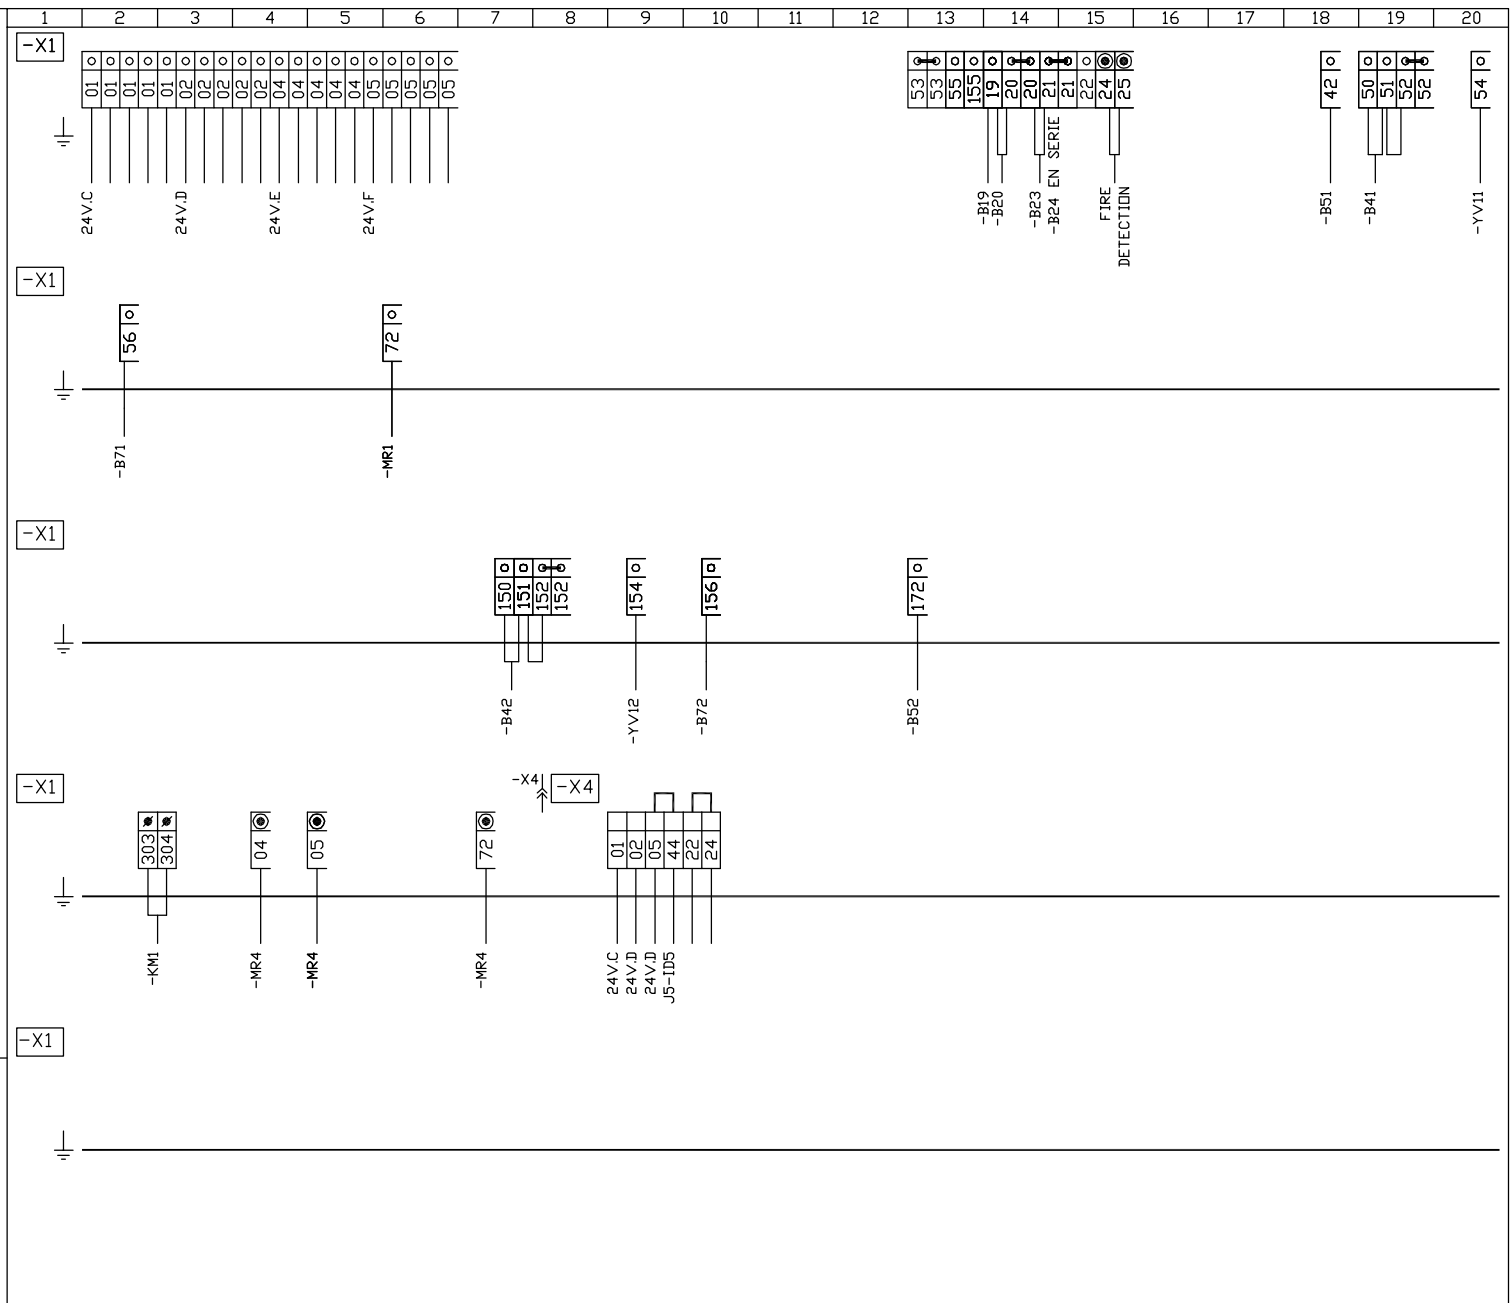 1 2 3 4 5 6 7 8 9 10 11 12 13 14 15 16 17 18 19 20
-X1
01 01 01 01 01 02 02 02 02 02 04 04 04 04 04 05 05 05 05 05
53 53 55 155 19 20 20 21 21 22 24 25
42
50 51 52 52
54
24V.C
24V.D
24V.E
24V.F
-B19
-B20
-B23
-B24 EN SERIE
FIRE
DETECTION
-B51
-B41
-YV11
-X1
56
72
-B71
-MR1
-X1
150 151 152 152
154
156
172
-B42
-YV12
-B72
-B52
-X1
-X4
-X4
303 304
04
05
72
01 02 05 44 22 24
-KM1
-MR4
-MR4
-MR4
24V.C
24V.D
24V.D
J5-ID5
-X1